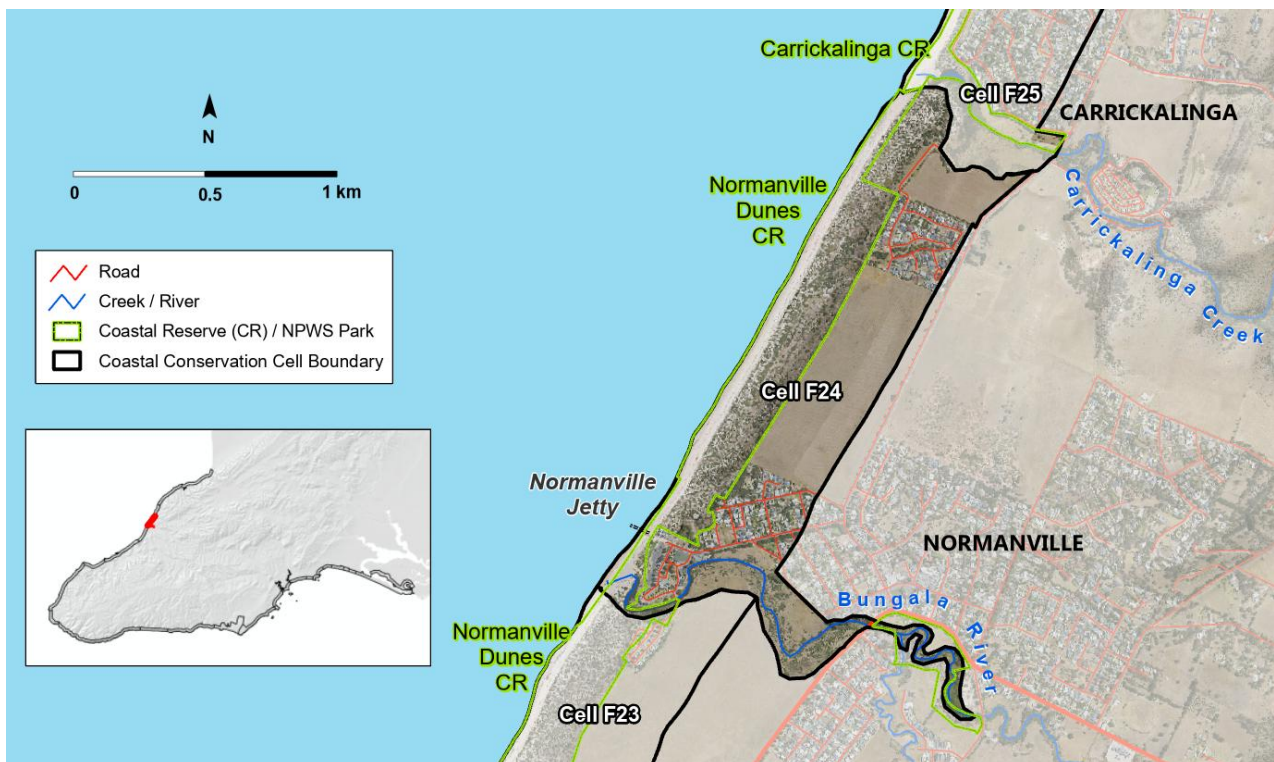 Carrickalinga CR
Cell F25
CARRICKALINGA
N
0
0.5
1 km
Normanville
Dunes
CR
Carrickalinga Creek
Road
Creek / River
Coastal Reserve (CR) / NPWS Park
Coastal Conservation Cell Boundary
Cell F24
Normanville
Jetty
NORMANVILLE
Bungala River
Normanville
Dunes
CR
Cell F23